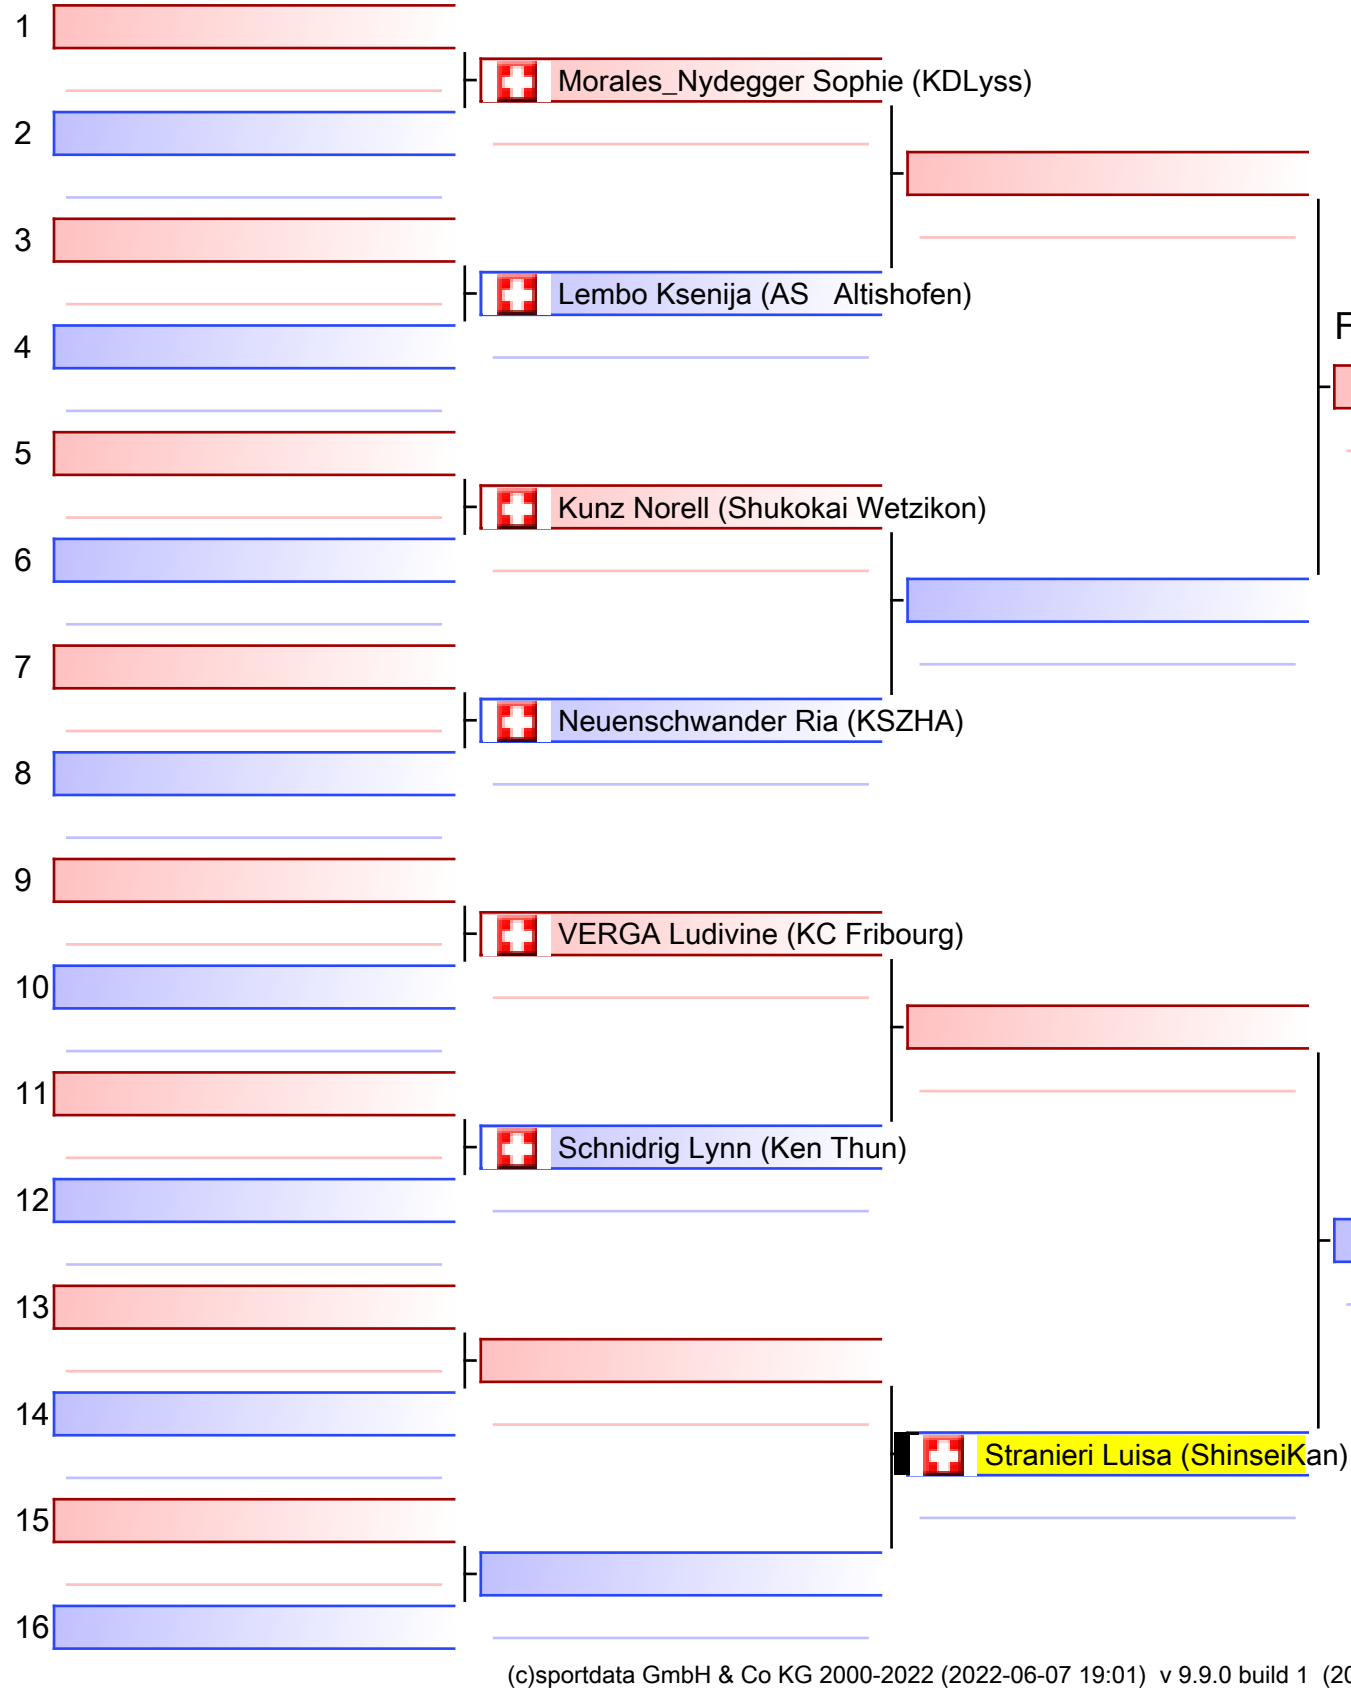 1
Morales_Nydegger Sophie (KDLyss)
2
3
Lembo Ksenija (AS   Altishofen)
4
F
5
Kunz Norell (Shukokai Wetzikon)
6
7
Neuenschwander Ria (KSZHA)
8
9
VERGA Ludivine (KC Fribourg)
10
11
Schnidrig Lynn (Ken Thun)
12
13
14
Stranieri Luisa (ShinseiKan)
15
16
(c)sportdata GmbH & Co KG 2000-2022 (2022-06-07 19:01)  v 9.9.0 build 1  (20